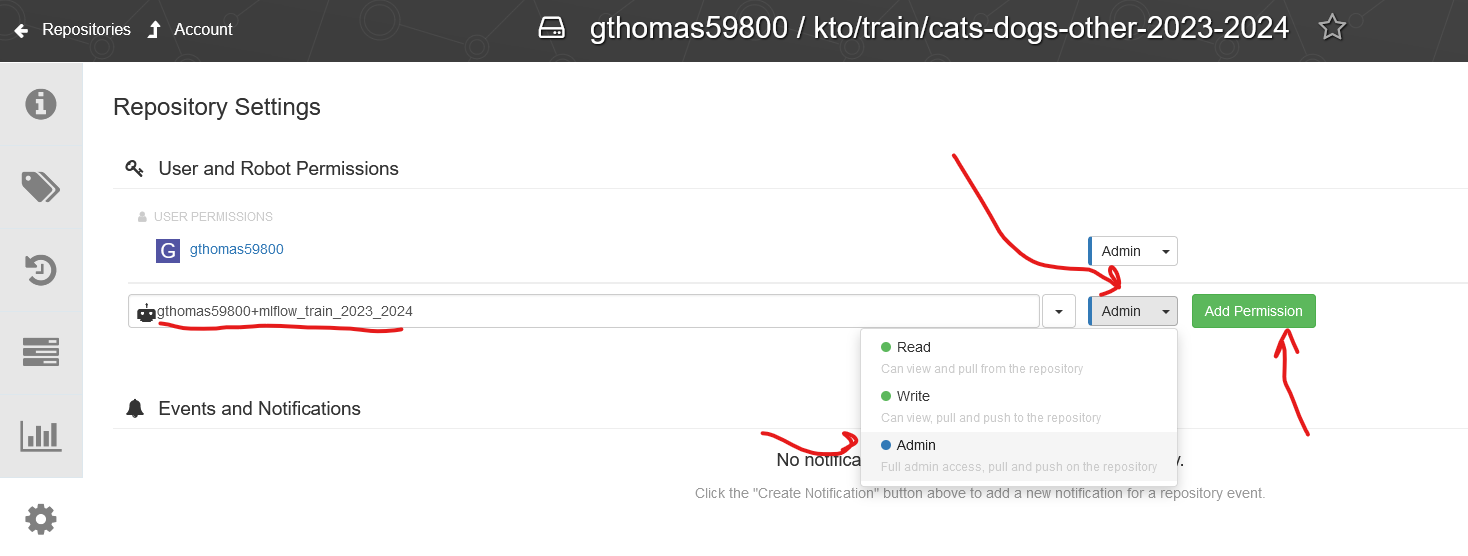 Repositories Account gthomas59800 / kto/train/cats-dogs-other-2023-2024
Repository Settings
User and Robot Permissions
USER PERMISSIONS
G gthomas59800 Admin
gthomas59800+mlflow_train_2023_2024 Admin Add Permission
Read
Can view and pull from the repository
Write
Can view, pull and push to the repository
Events and Notifications
Admin
Full admin access, pull and push on the repository
No y.
Click the "Create Notification" button above to add a new notification for a repository event.